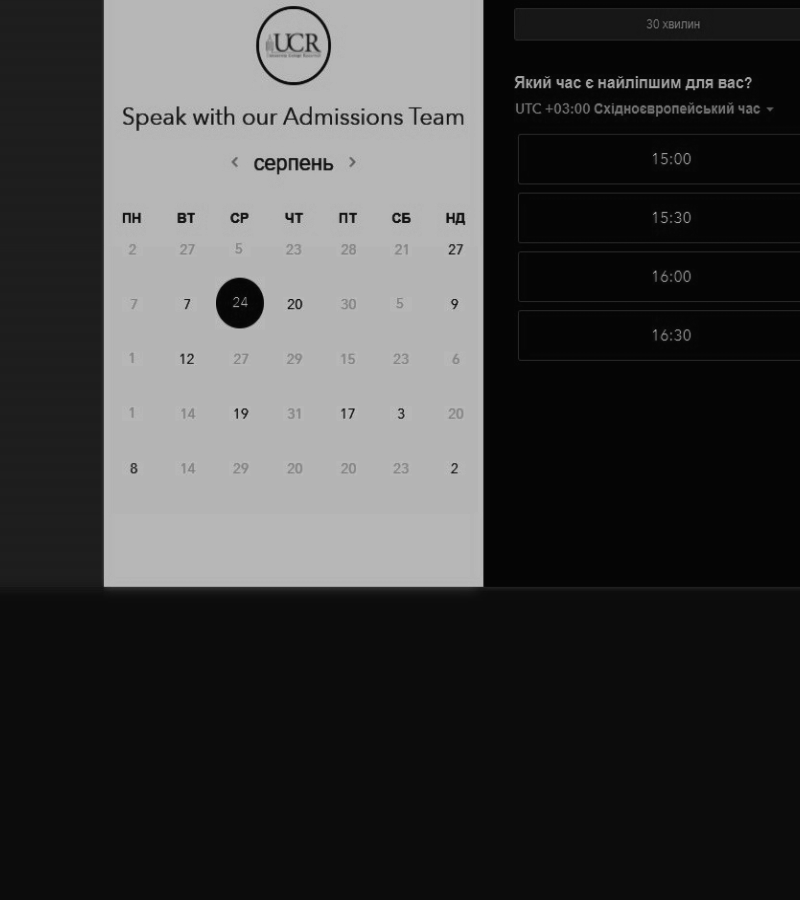 UCR
Speak with our Admissions Team
< серпень >
ПН ВТ СР ЧТ ПТ СБ НД
2 27 5 23 28 21 27
7 7 24 20 30 5 9
1 12 27 29 15 23 6
1 14 19 31 17 3 20
8 14 29 20 20 23 2
30 хвилин
Який час є найліпшим для вас?
UTC +03:00 Східноєвропейський час
15:00
15:30
16:00
16:30